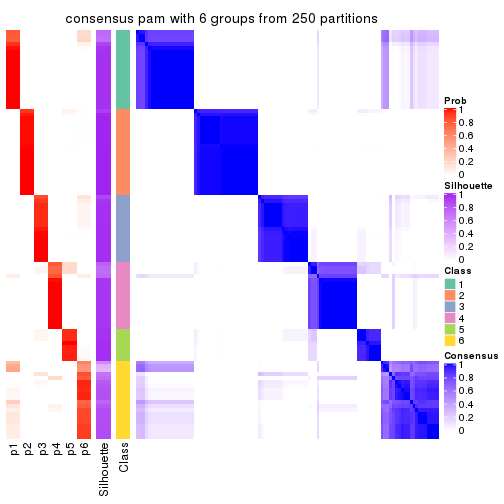 consensus pam with 6 groups from 250 partitions
Prob
1
0.8
0.6
0.4
0.2
0
Silhouette
1
0.8
0.6
0.4
0.2
0
Class
1
2
3
4
5
6
Consensus
1
0.8
0.6
0.4
0.2
0
p1
p2
p3
p4
p5
p6
Silhouette
Class